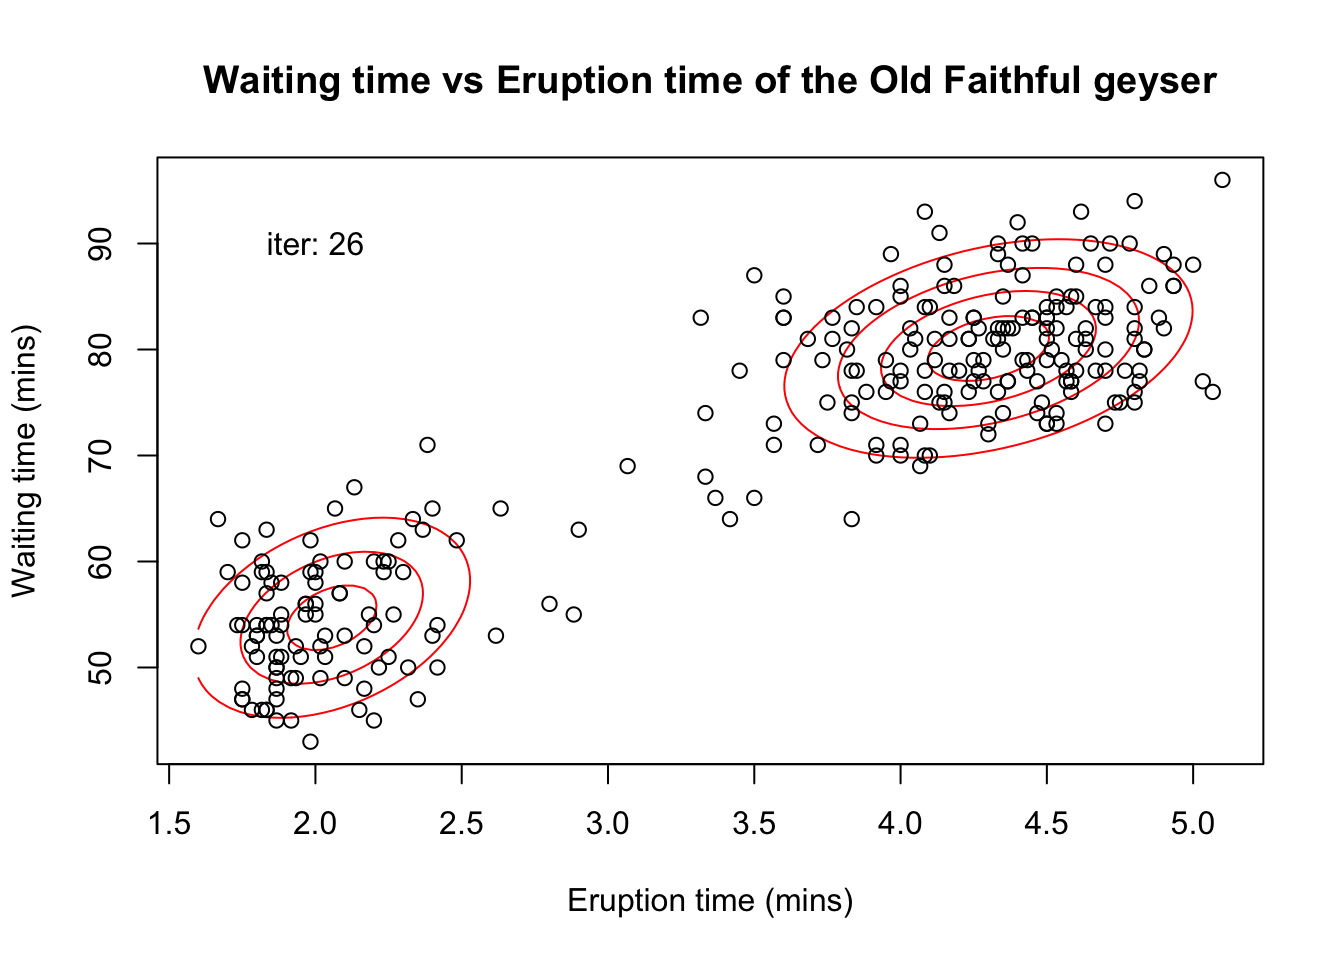 Waiting time vs Eruption time of the Old Faithful geyser
iter: 26
Waiting time (mins)
90
80
70
60
50
1.5 2.0 2.5 3.0 3.5 4.0 4.5 5.0
Eruption time (mins)